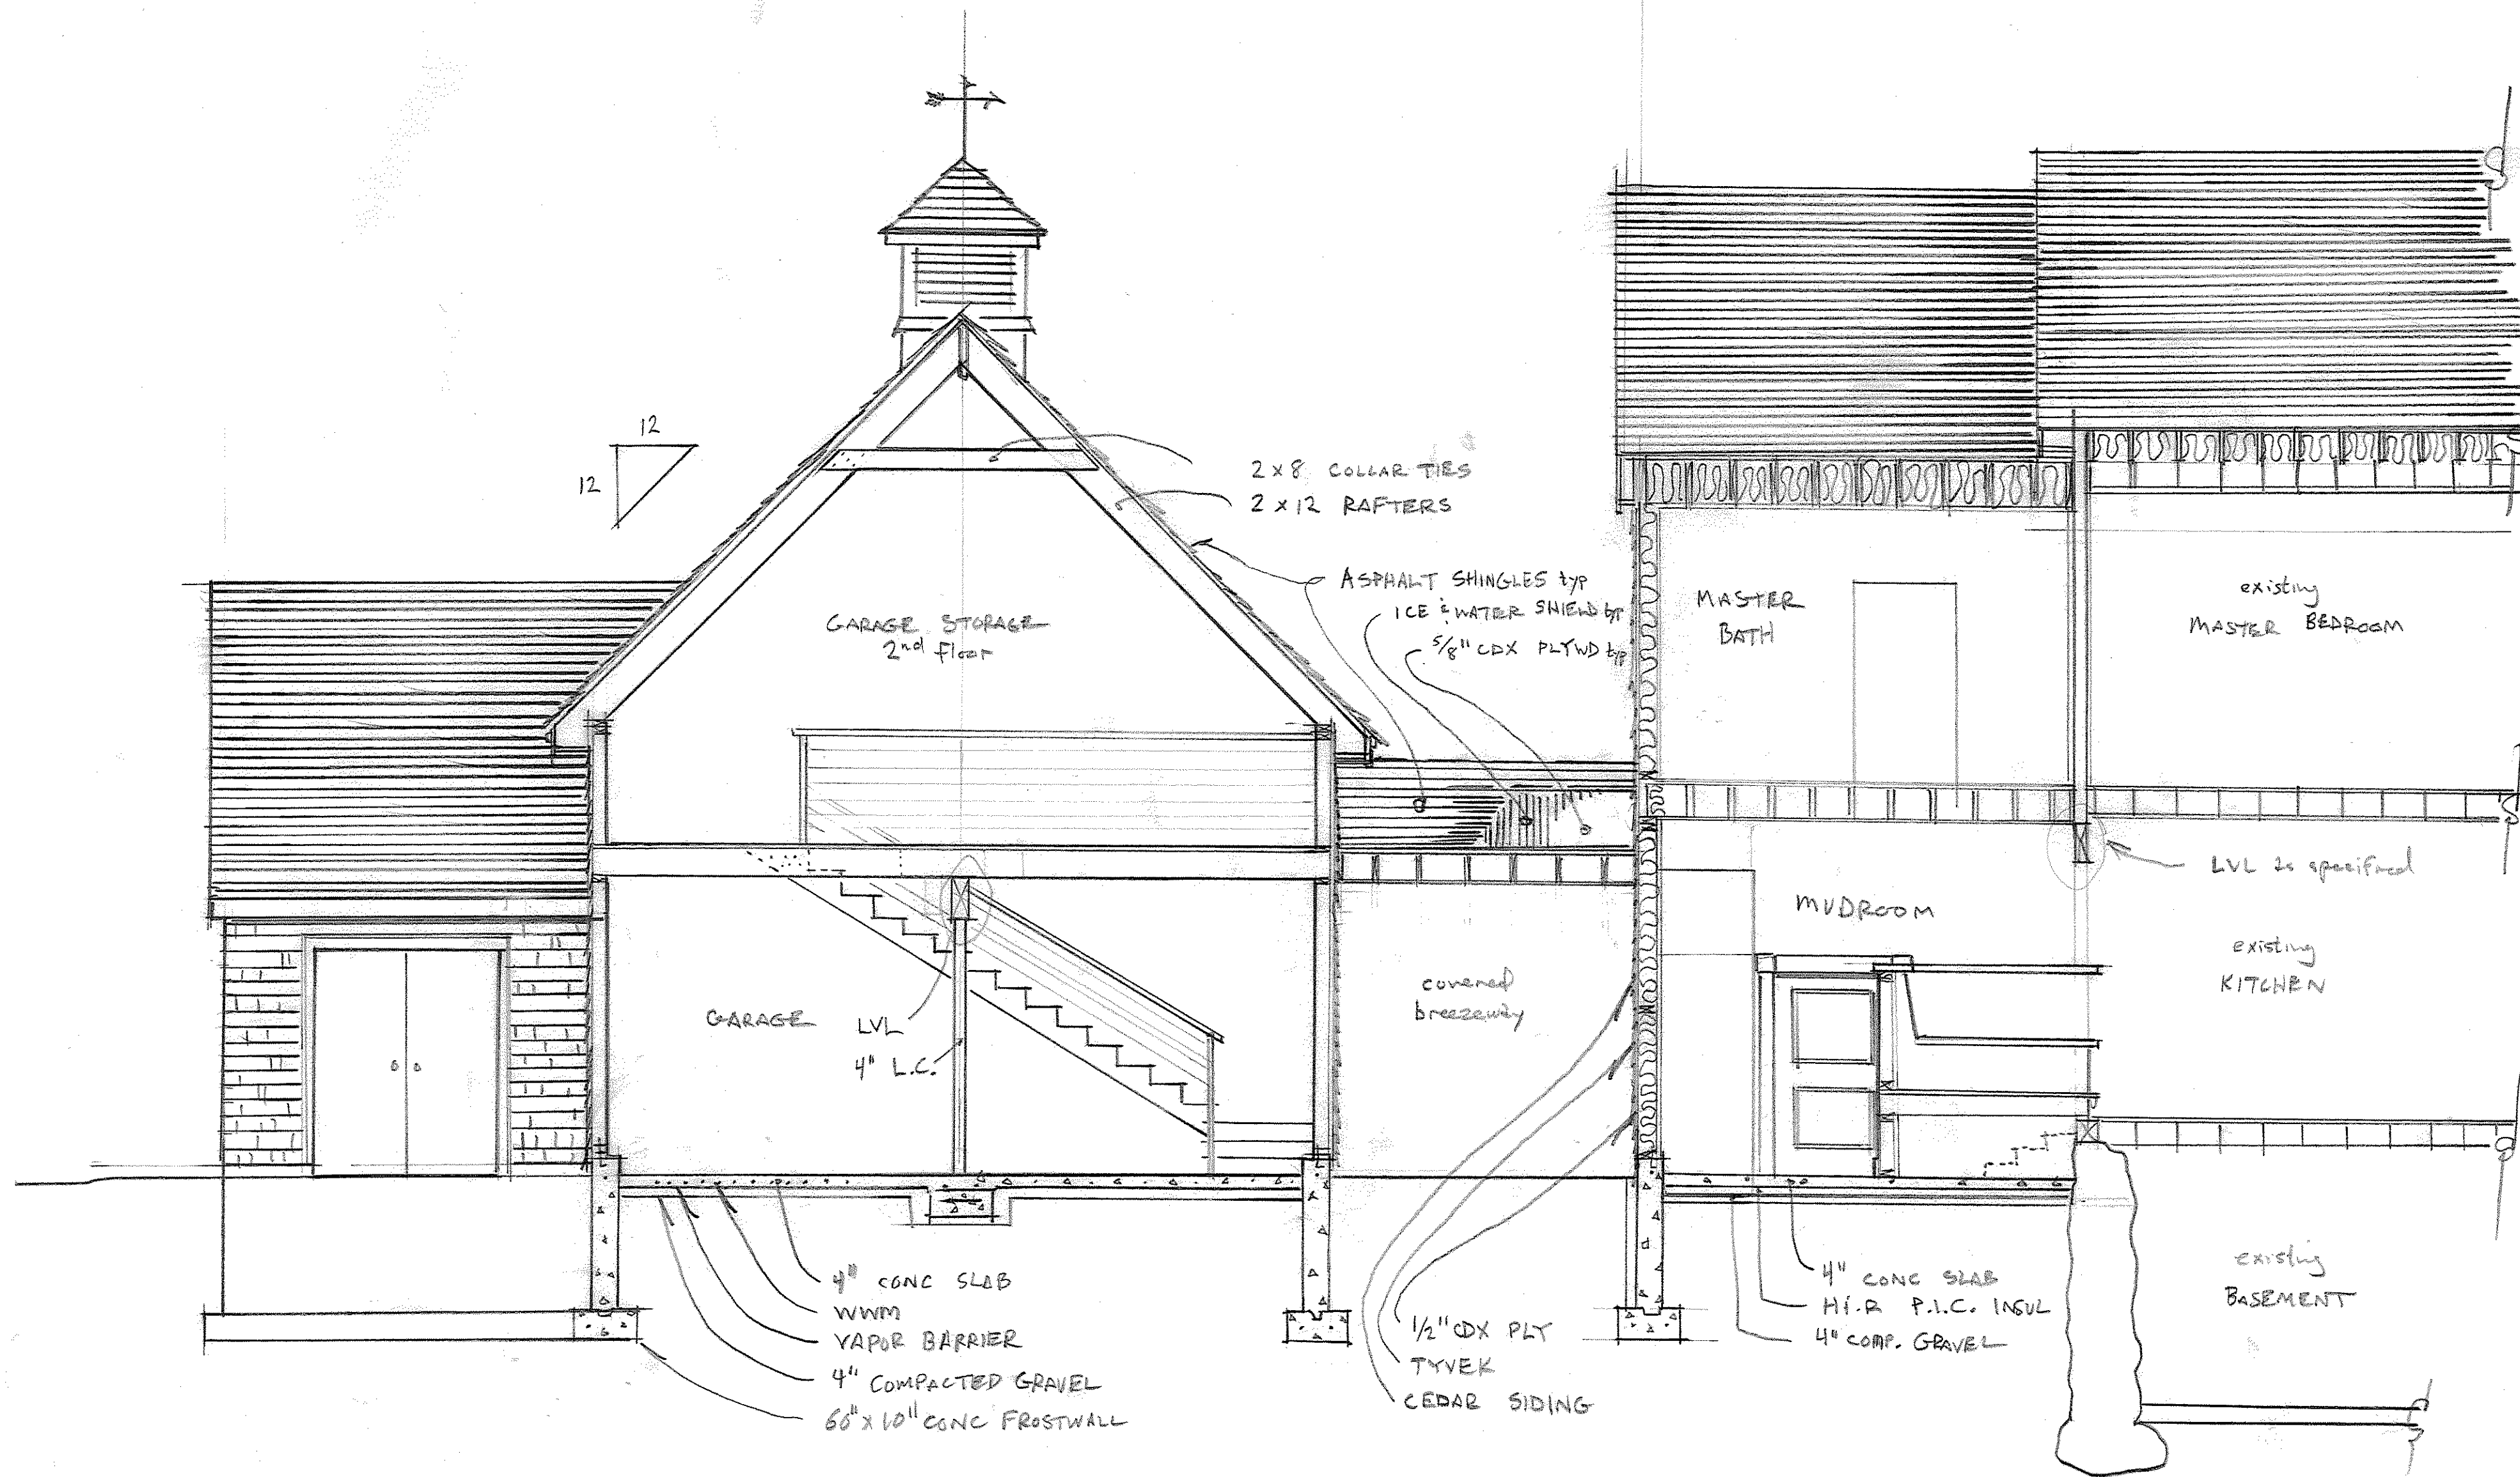 12
12
2x8 COLLAR TIES
2x12 RAFTERS
ASPHALT SHINGLES typ
ICE & WATER SHIELD typ
5/8" CDX PLYWD typ
GARAGE STORAGE
2nd floor
MASTER
BATH
existing
MASTER BEDROOM
LVL as specified
MUDROOM
existing
KITCHEN
covered
breezeway
GARAGE
LVL
4" L.C.
4" CONC SLAB
WWM
VAPOR BARRIER
4" COMPACTED GRAVEL
60" x 10" CONC FROSTWALL
1/2" CDX PLY
TYVEK
CEDAR SIDING
4" CONC SLAB
Hi-R P.I.C. INSUL
4" COMP. GRAVEL
existing
BASEMENT